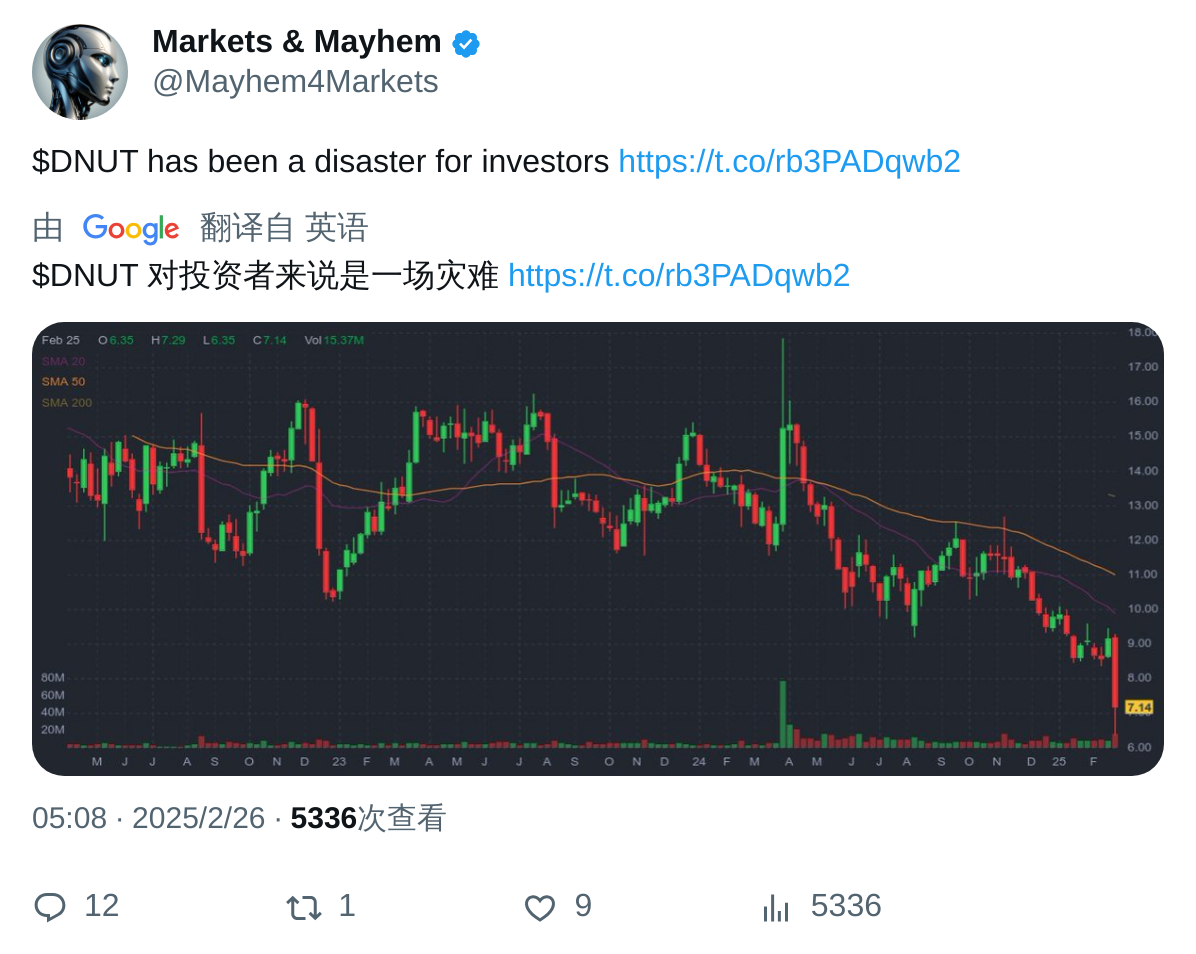 Markets & Mayhem
@Mayhem4Markets
$DNUT has been a disaster for investors https://t.co/rb3PADqwb2
由 Google 翻译自 英语
$DNUT 对投资者来说是一场灾难 https://t.co/rb3PADqwb2
Feb 25 O 6.35 H 7.29 L 6.35 C 7.14 Vol 15.37M
SMA 20
SMA 50
SMA 200
18.00
17.00
16.00
15.00
14.00
13.00
12.00
11.00
10.00
9.00
8.00
7.14
6.00
80M
60M
40M
20M
M J J A S O N D 23 F M A M J J A S O N D 24 F M A M J J A S O N D 25 F
05:08 · 2025/2/26 · 5336次查看
12 1 9 5336